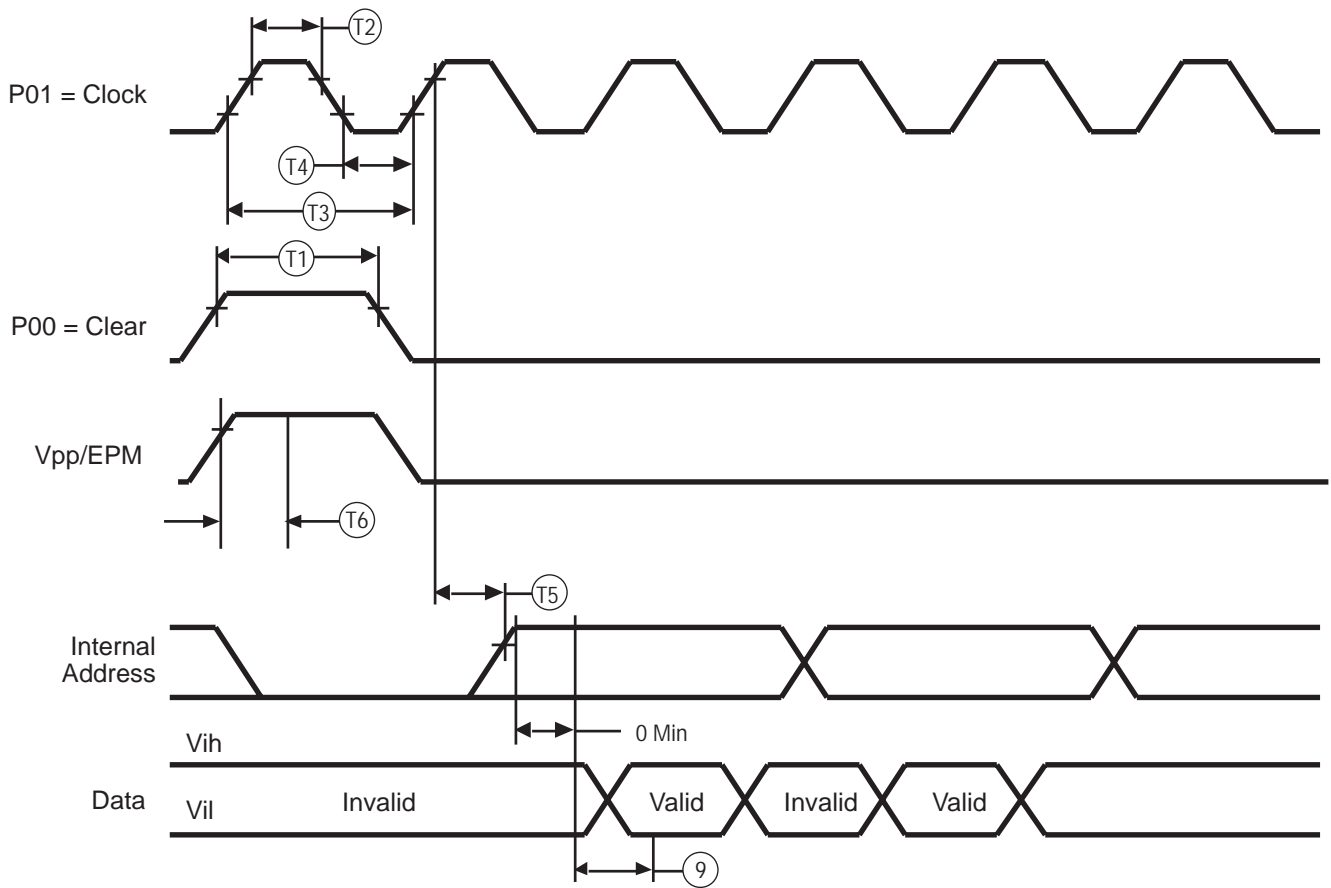 T2
P01 = Clock
T4
T3
T1
P00 = Clear
Vpp/EPM
T6
T5
Internal
Address
0 Min
Vih
Data
Vil
Invalid
Valid
Invalid
Valid
9